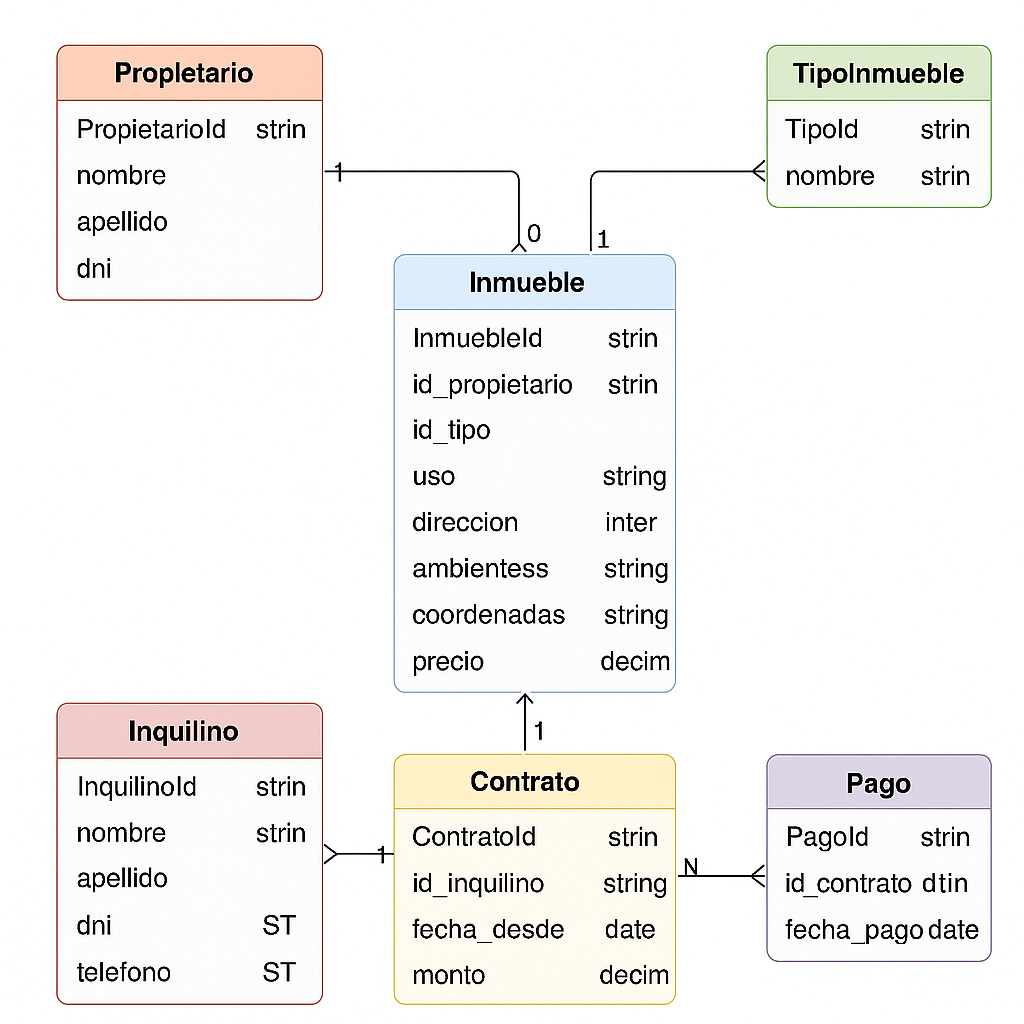 Propletario
PropietarioId strin
nombre
apellido
dni
TipoInmueble
TipoId strin
nombre strin
1
0
1
Inmueble
InmuebleId strin
id_propietario strin
id_tipo
uso string
direccion inter
ambientess string
coordenadas string
precio decim
1
Inquilino
InquilinoId strin
nombre strin
apellido
dni ST
telefono ST
1
Contrato
ContratoId strin
id_inquilino string
fecha_desde date
monto decim
N
Pago
PagoId strin
id_contrato dtin
fecha_pago date